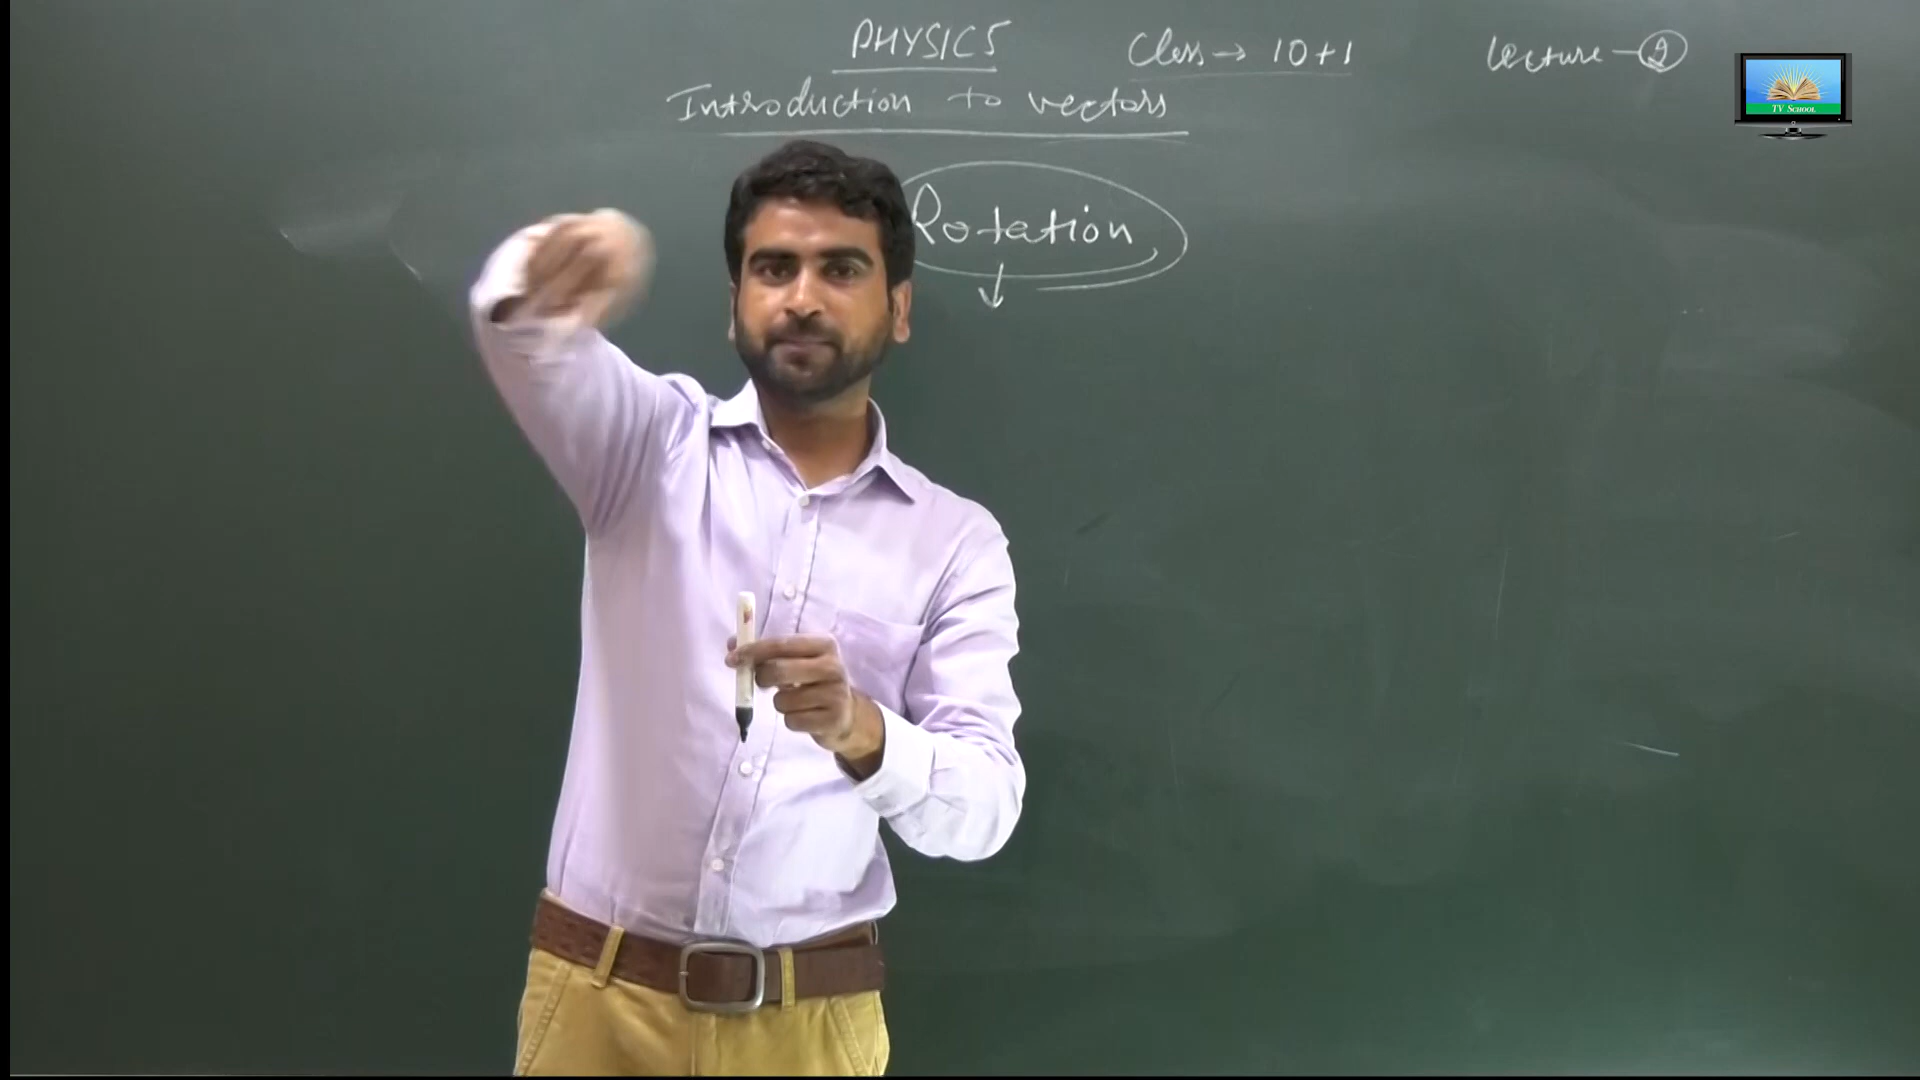 PHYSICS Class → 10+1 Lecture - 2
Introduction to vectors
Rotation
TV SCHOOL